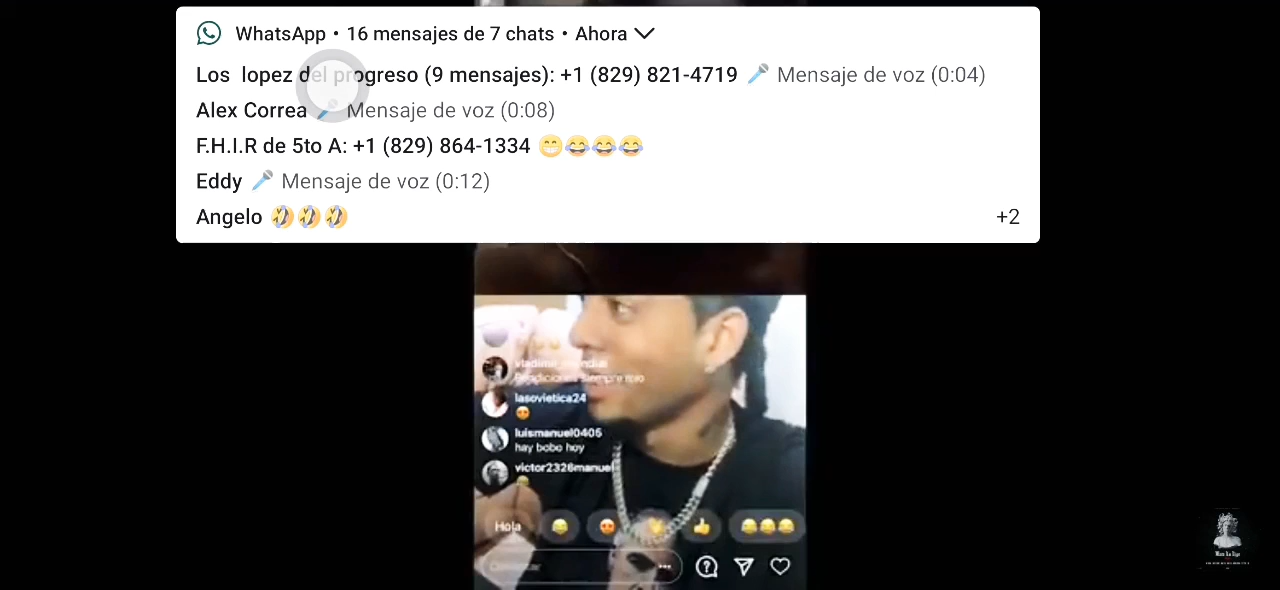 WhatsApp • 16 mensajes de 7 chats • Ahora
Los lopez del progreso (9 mensajes): +1 (829) 821-4719 🎤 Mensaje de voz (0:04)
Alex Correa 🎤 Mensaje de voz (0:08)
F.H.I.R de 5to A: +1 (829) 864-1334 😁😂😂😂
Eddy 🎤 Mensaje de voz (0:12)
Angelo 🤣🤣🤣
+2
lasovietica24
😍
luismanuel0405
hay bobo hoy
victor2326manuel
Hola 😂 😍 👏 👍 😂😂😂